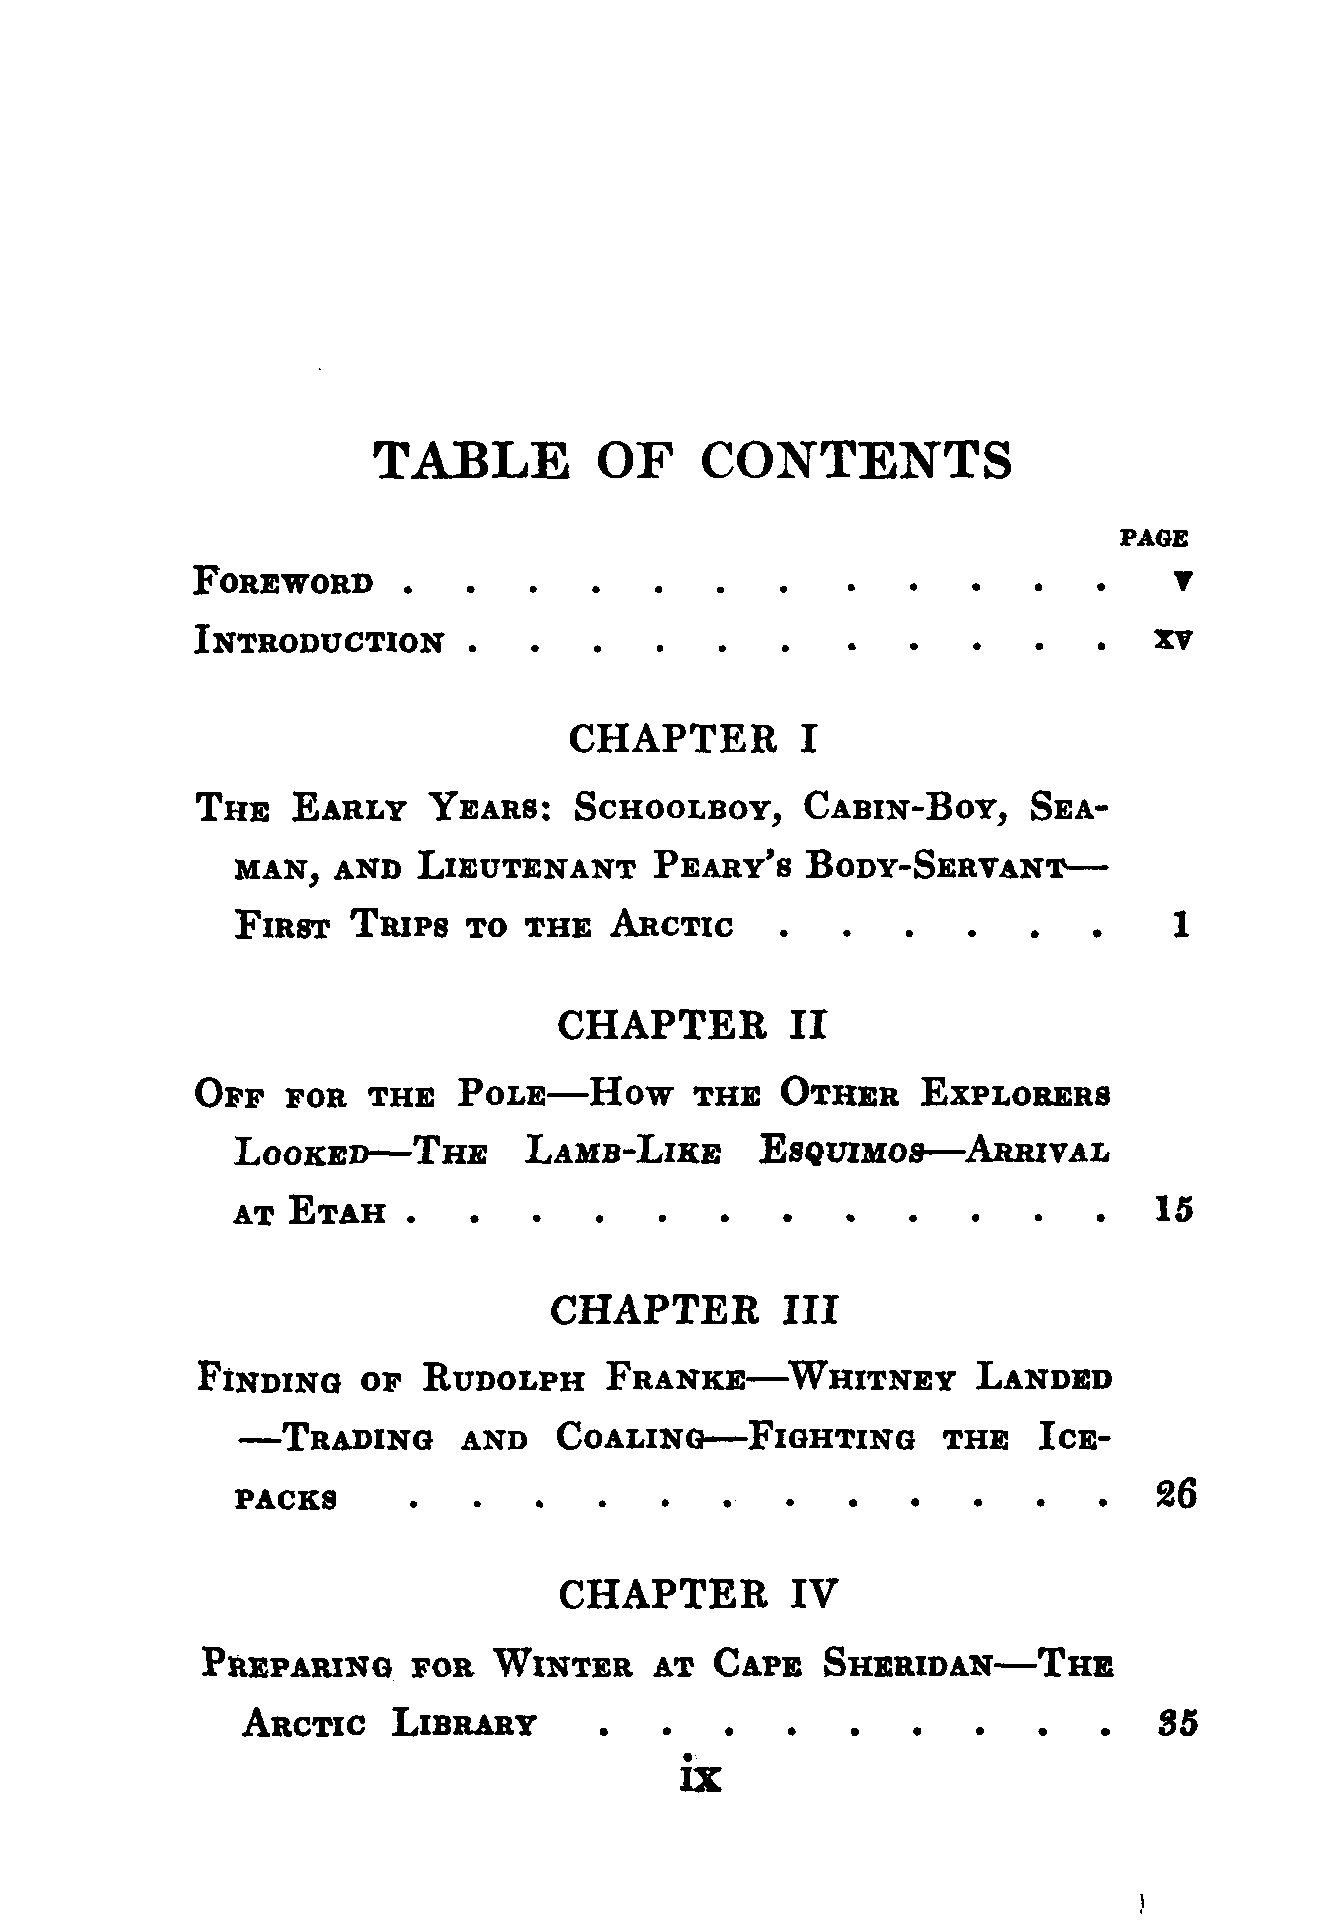 TABLE OF CONTENTS
PAGE
FOREWORD . . . . . . . . . . . . v
INTRODUCTION . . . . . . . . . . . xv
CHAPTER I
THE EARLY YEARS: SCHOOLBOY, CABIN-BOY, SEA-
MAN, AND LIEUTENANT PEARY'S BODY-SERVANT—
FIRST TRIPS TO THE ARCTIC . . . . . . 1
CHAPTER II
OFF FOR THE POLE—HOW THE OTHER EXPLORERS
LOOKED—THE LAMB-LIKE ESQUIMOS—ARRIVAL
AT ETAH . . . . . . . . . . . . 15
CHAPTER III
FINDING OF RUDOLPH FRANKE—WHITNEY LANDED
—TRADING AND COALING—FIGHTING THE ICE-
PACKS . . . . . . . . . . . . 26
CHAPTER IV
PREPARING FOR WINTER AT CAPE SHERIDAN—THE
ARCTIC LIBRARY . . . . . . . . . 35
ix